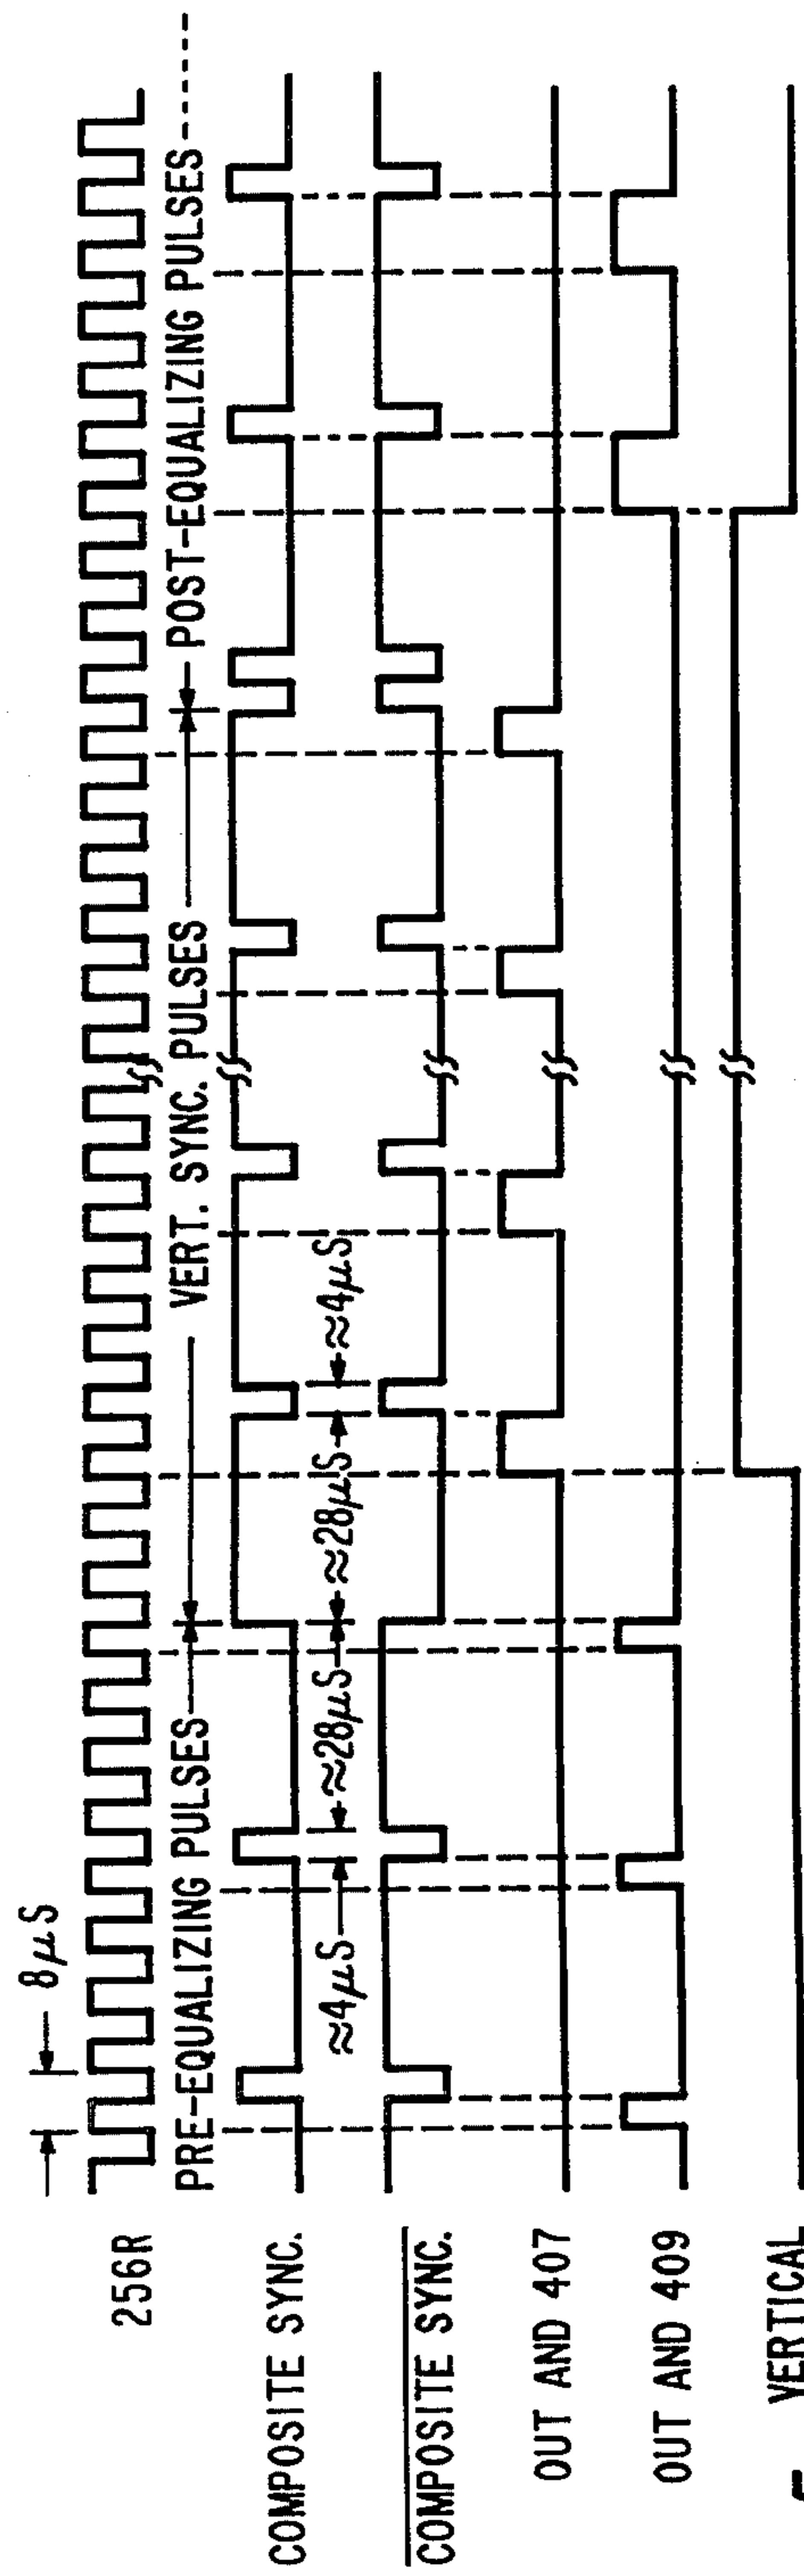 8μS
256R
PRE-EQUALIZING PULSES
VERT. SYNC. PULSES
POST-EQUALIZING PULSES
COMPOSITE SYNC.
≈4μS
≈28μS
≈28μS
≈4μS
COMPOSITE SYNC.
OUT AND 407
OUT AND 409
VERTICAL